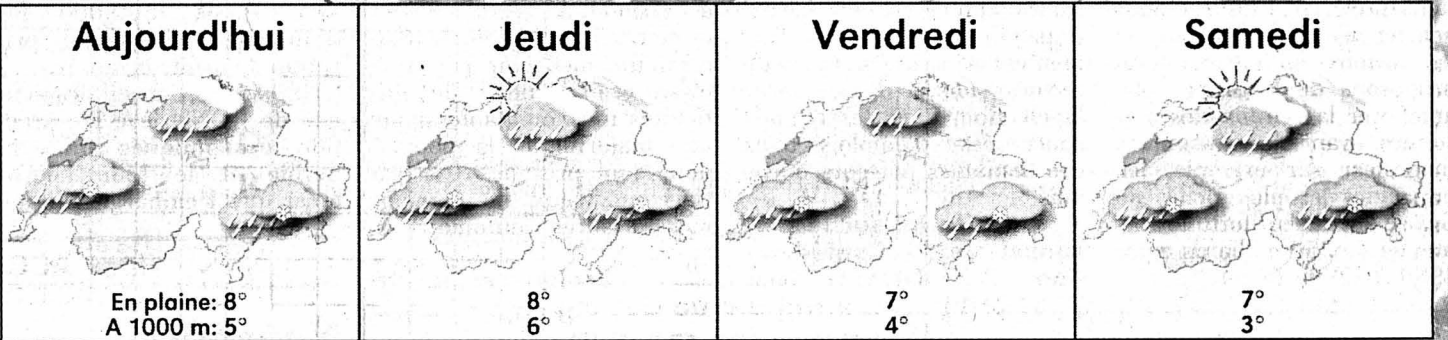 Aujourd'hui
En plaine: 8°
A 1000 m: 5°
Jeudi
8°
6°
Vendredi
7°
4°
Samedi
7°
3°